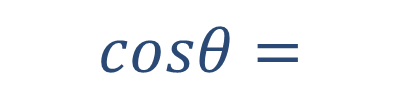 cosθ =